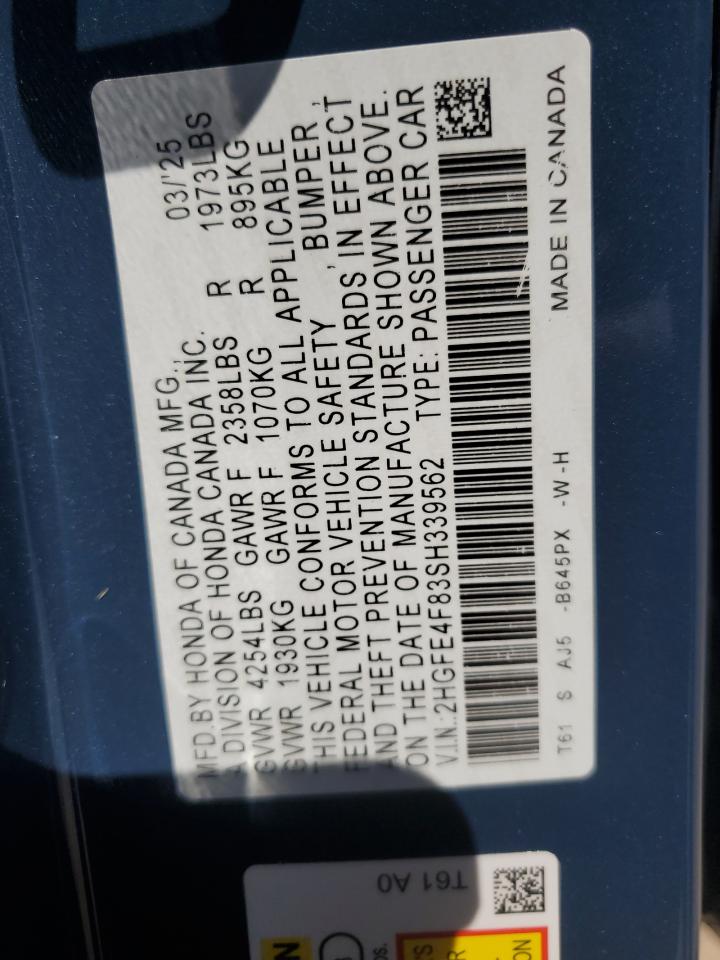 MFD.BY HONDA OF CANADA MFG., 03/'25
A DIVISION OF HONDA CANADA INC.
GVWR 4254LBS GAWR F 2358LBS R 1973LBS
GVWR 1930KG GAWR F 1070KG R 895KG
THIS VEHICLE CONFORMS TO ALL APPLICABLE
FEDERAL MOTOR VEHICLE SAFETY , BUMPER ,
AND THEFT PREVENTION STANDARDS IN EFFECT
ON THE DATE OF MANUFACTURE SHOWN ABOVE.
V.I.N.:2HGFE4F83SH339562 TYPE: PASSENGER CAR
T61 S AJ5 -B645PX -W-H MADE IN CANADA
T61 A0